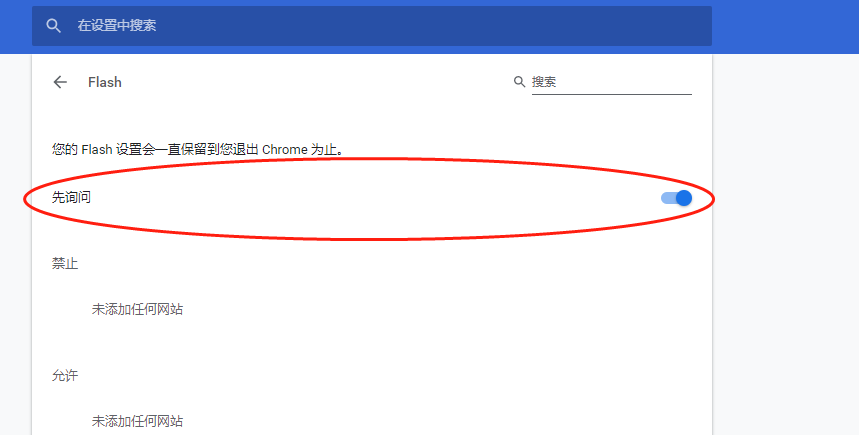 在设置中搜索
Flash
搜索
您的 Flash 设置会一直保留到您退出 Chrome 为止。
先询问
禁止
未添加任何网站
允许
未添加任何网站